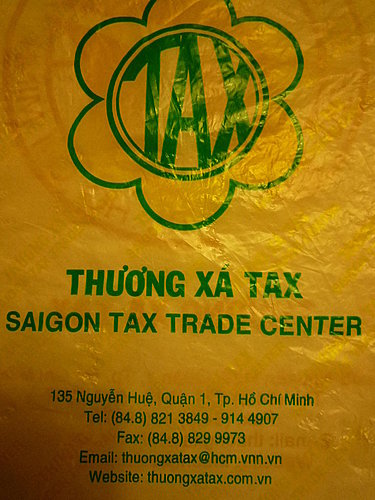 TAX
THƯƠNG XÁ TAX
SAIGON TAX TRADE CENTER
135 Nguyễn Huệ, Quận 1, Tp. Hồ Chí Minh
Tel: (84.8) 821 3849 - 914 4907
Fax: (84.8) 829 9973
Email: thuongxatax@hcm.vnn.vn
Website: thuongxatax.com.vn